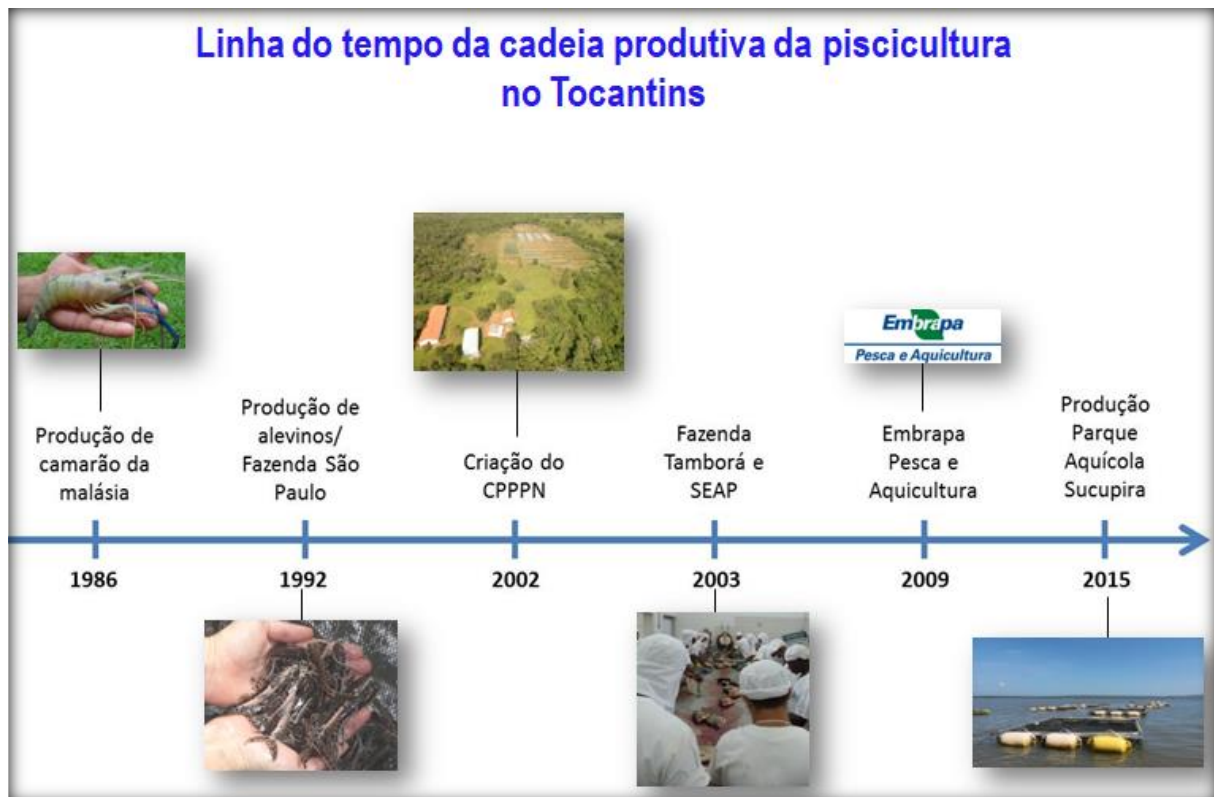 Linha do tempo da cadeia produtiva da piscicultura
no Tocantins
Produção de
camarão da
malásia
1986
Produção de
alevinos/
Fazenda São
Paulo
1992
Criação do
CPPPN
2002
Fazenda
Tamborá e
SEAP
2003
Embrapa
Pesca e Aquicultura
Embrapa
Pesca e
Aquicultura
2009
Produção
Parque
Aquícola
Sucupira
2015